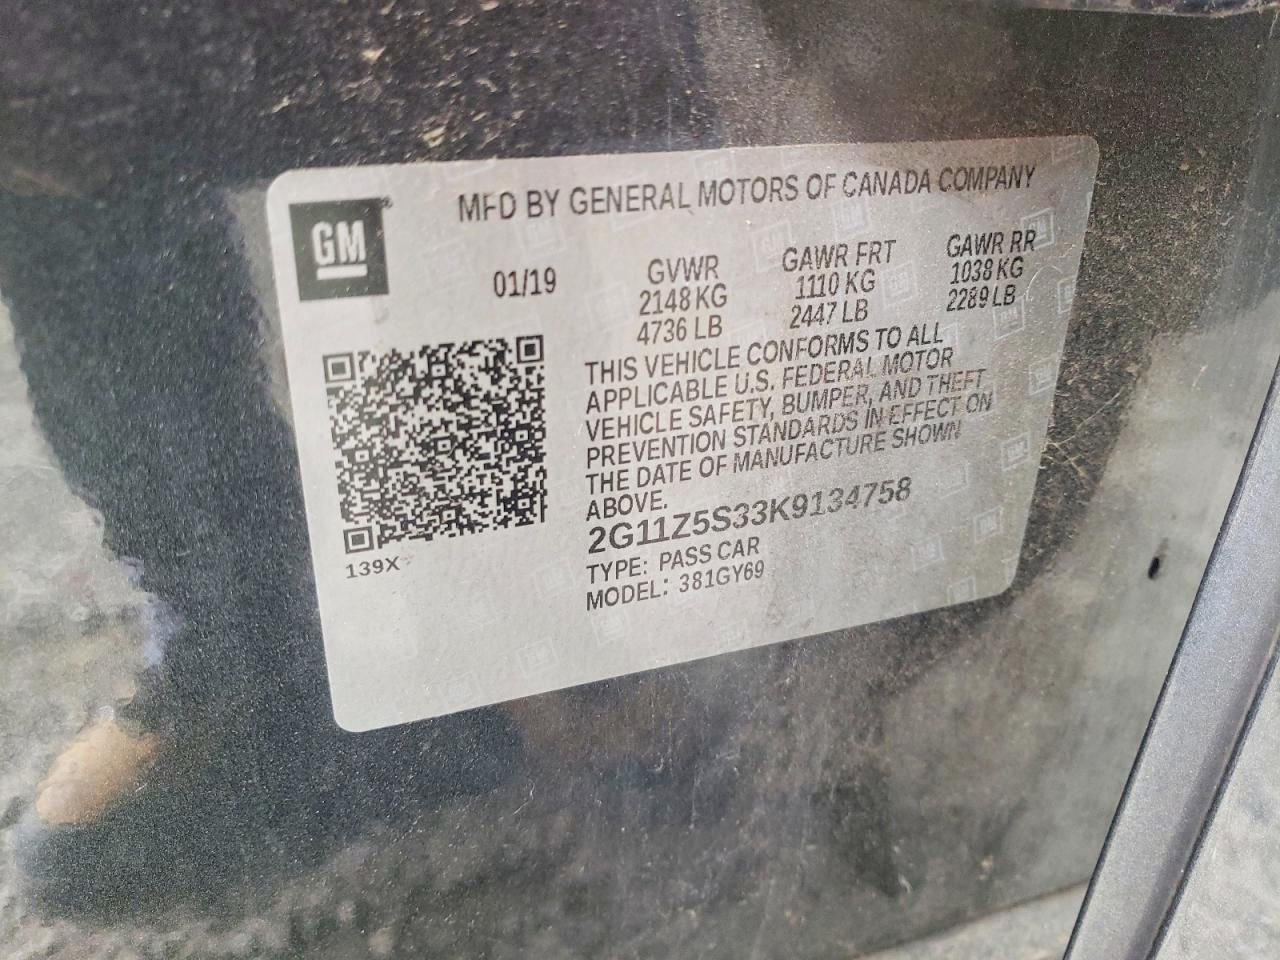 GM
MFD BY GENERAL MOTORS OF CANADA COMPANY
01/19
GVWR
2148 KG
4736 LB
GAWR FRT
1110 KG
2447 LB
GAWR RR
1038 KG
2289 LB
THIS VEHICLE CONFORMS TO ALL
APPLICABLE U.S. FEDERAL MOTOR
VEHICLE SAFETY, BUMPER, AND THEFT
PREVENTION STANDARDS IN EFFECT ON
THE DATE OF MANUFACTURE SHOWN
ABOVE.
2G11Z5S33K9134758
TYPE: PASS CAR
MODEL: 381GY69
139X